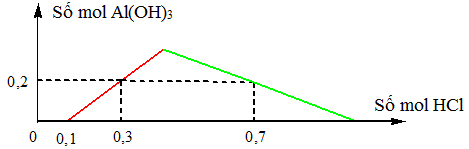 Số mol Al(OH)₃
0,2
Số mol HCl
0
0,1
0,3
0,7